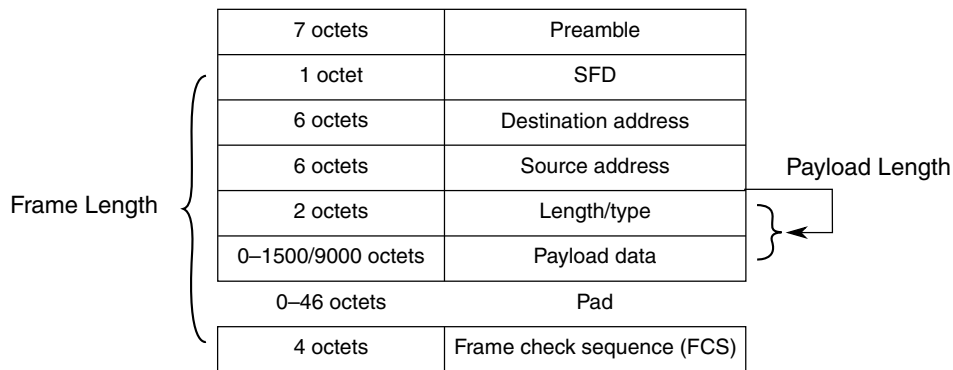 7 octets Preamble
1 octet SFD
6 octets Destination address
6 octets Source address
Payload Length
Frame Length
2 octets Length/type
0–1500/9000 octets Payload data
0–46 octets Pad
4 octets Frame check sequence (FCS)